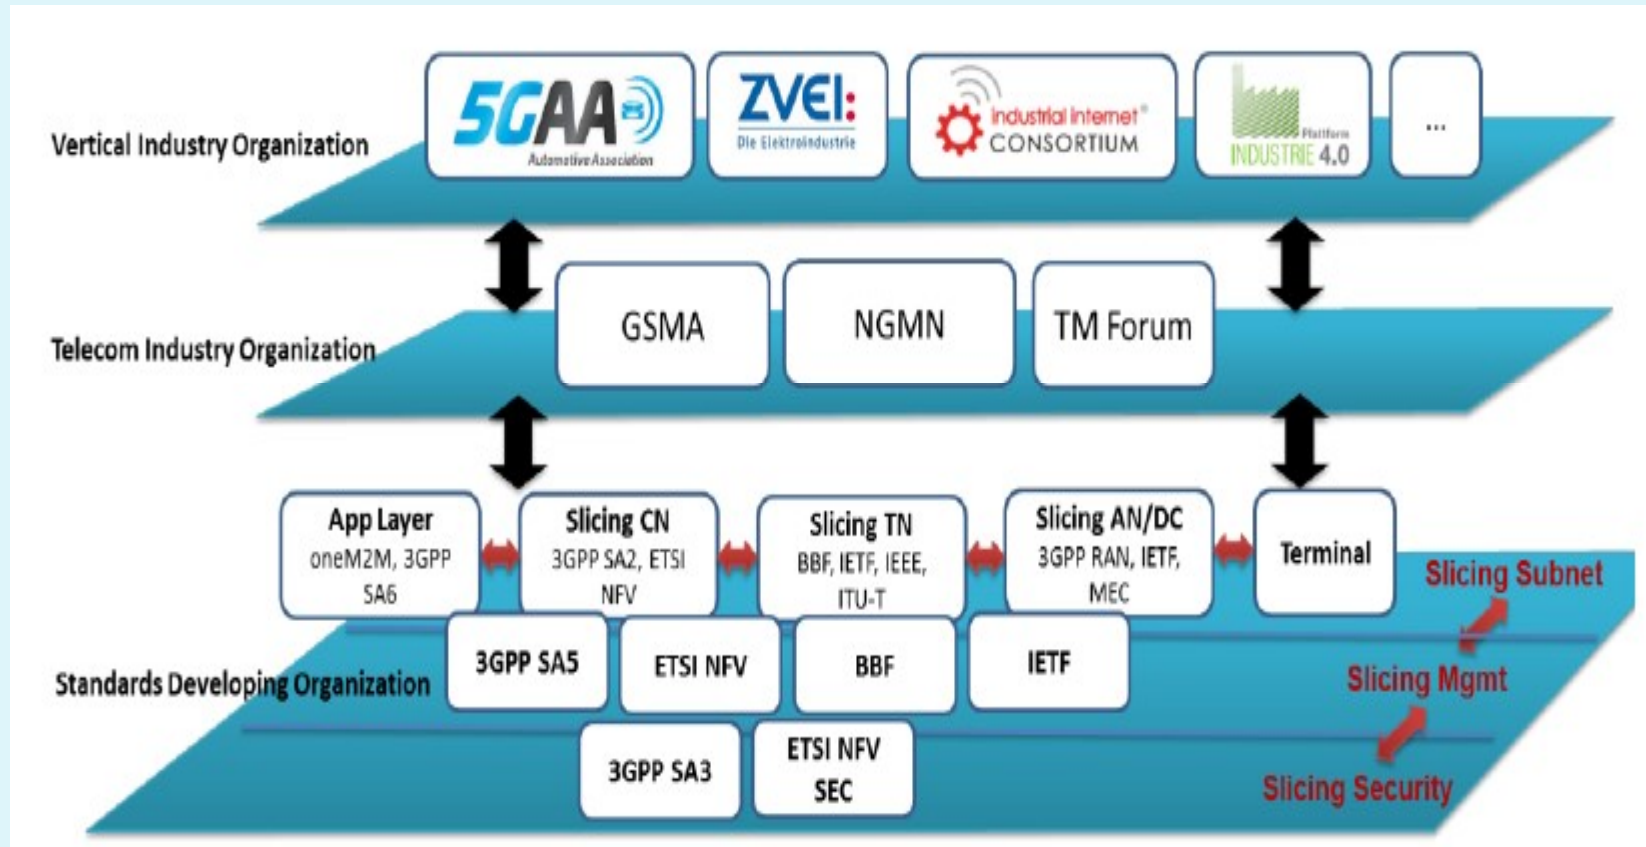 Vertical Industry Organization
5GAA
Automotive Association
ZVEI:
Die Elektroindustrie
industrial internet®
CONSORTIUM
Plattform
INDUSTRIE 4.0
...
Telecom Industry Organization
GSMA
NGMN
TM Forum
App Layer
oneM2M, 3GPP
SA6
Slicing CN
3GPP SA2, ETSI
NFV
Slicing TN
BBF, IETF, IEEE,
ITU-T
Slicing AN/DC
3GPP RAN, IETF,
MEC
Terminal
Slicing Subnet
Standards Developing Organization
3GPP SA5
ETSI NFV
BBF
IETF
Slicing Mgmt
3GPP SA3
ETSI NFV
SEC
Slicing Security